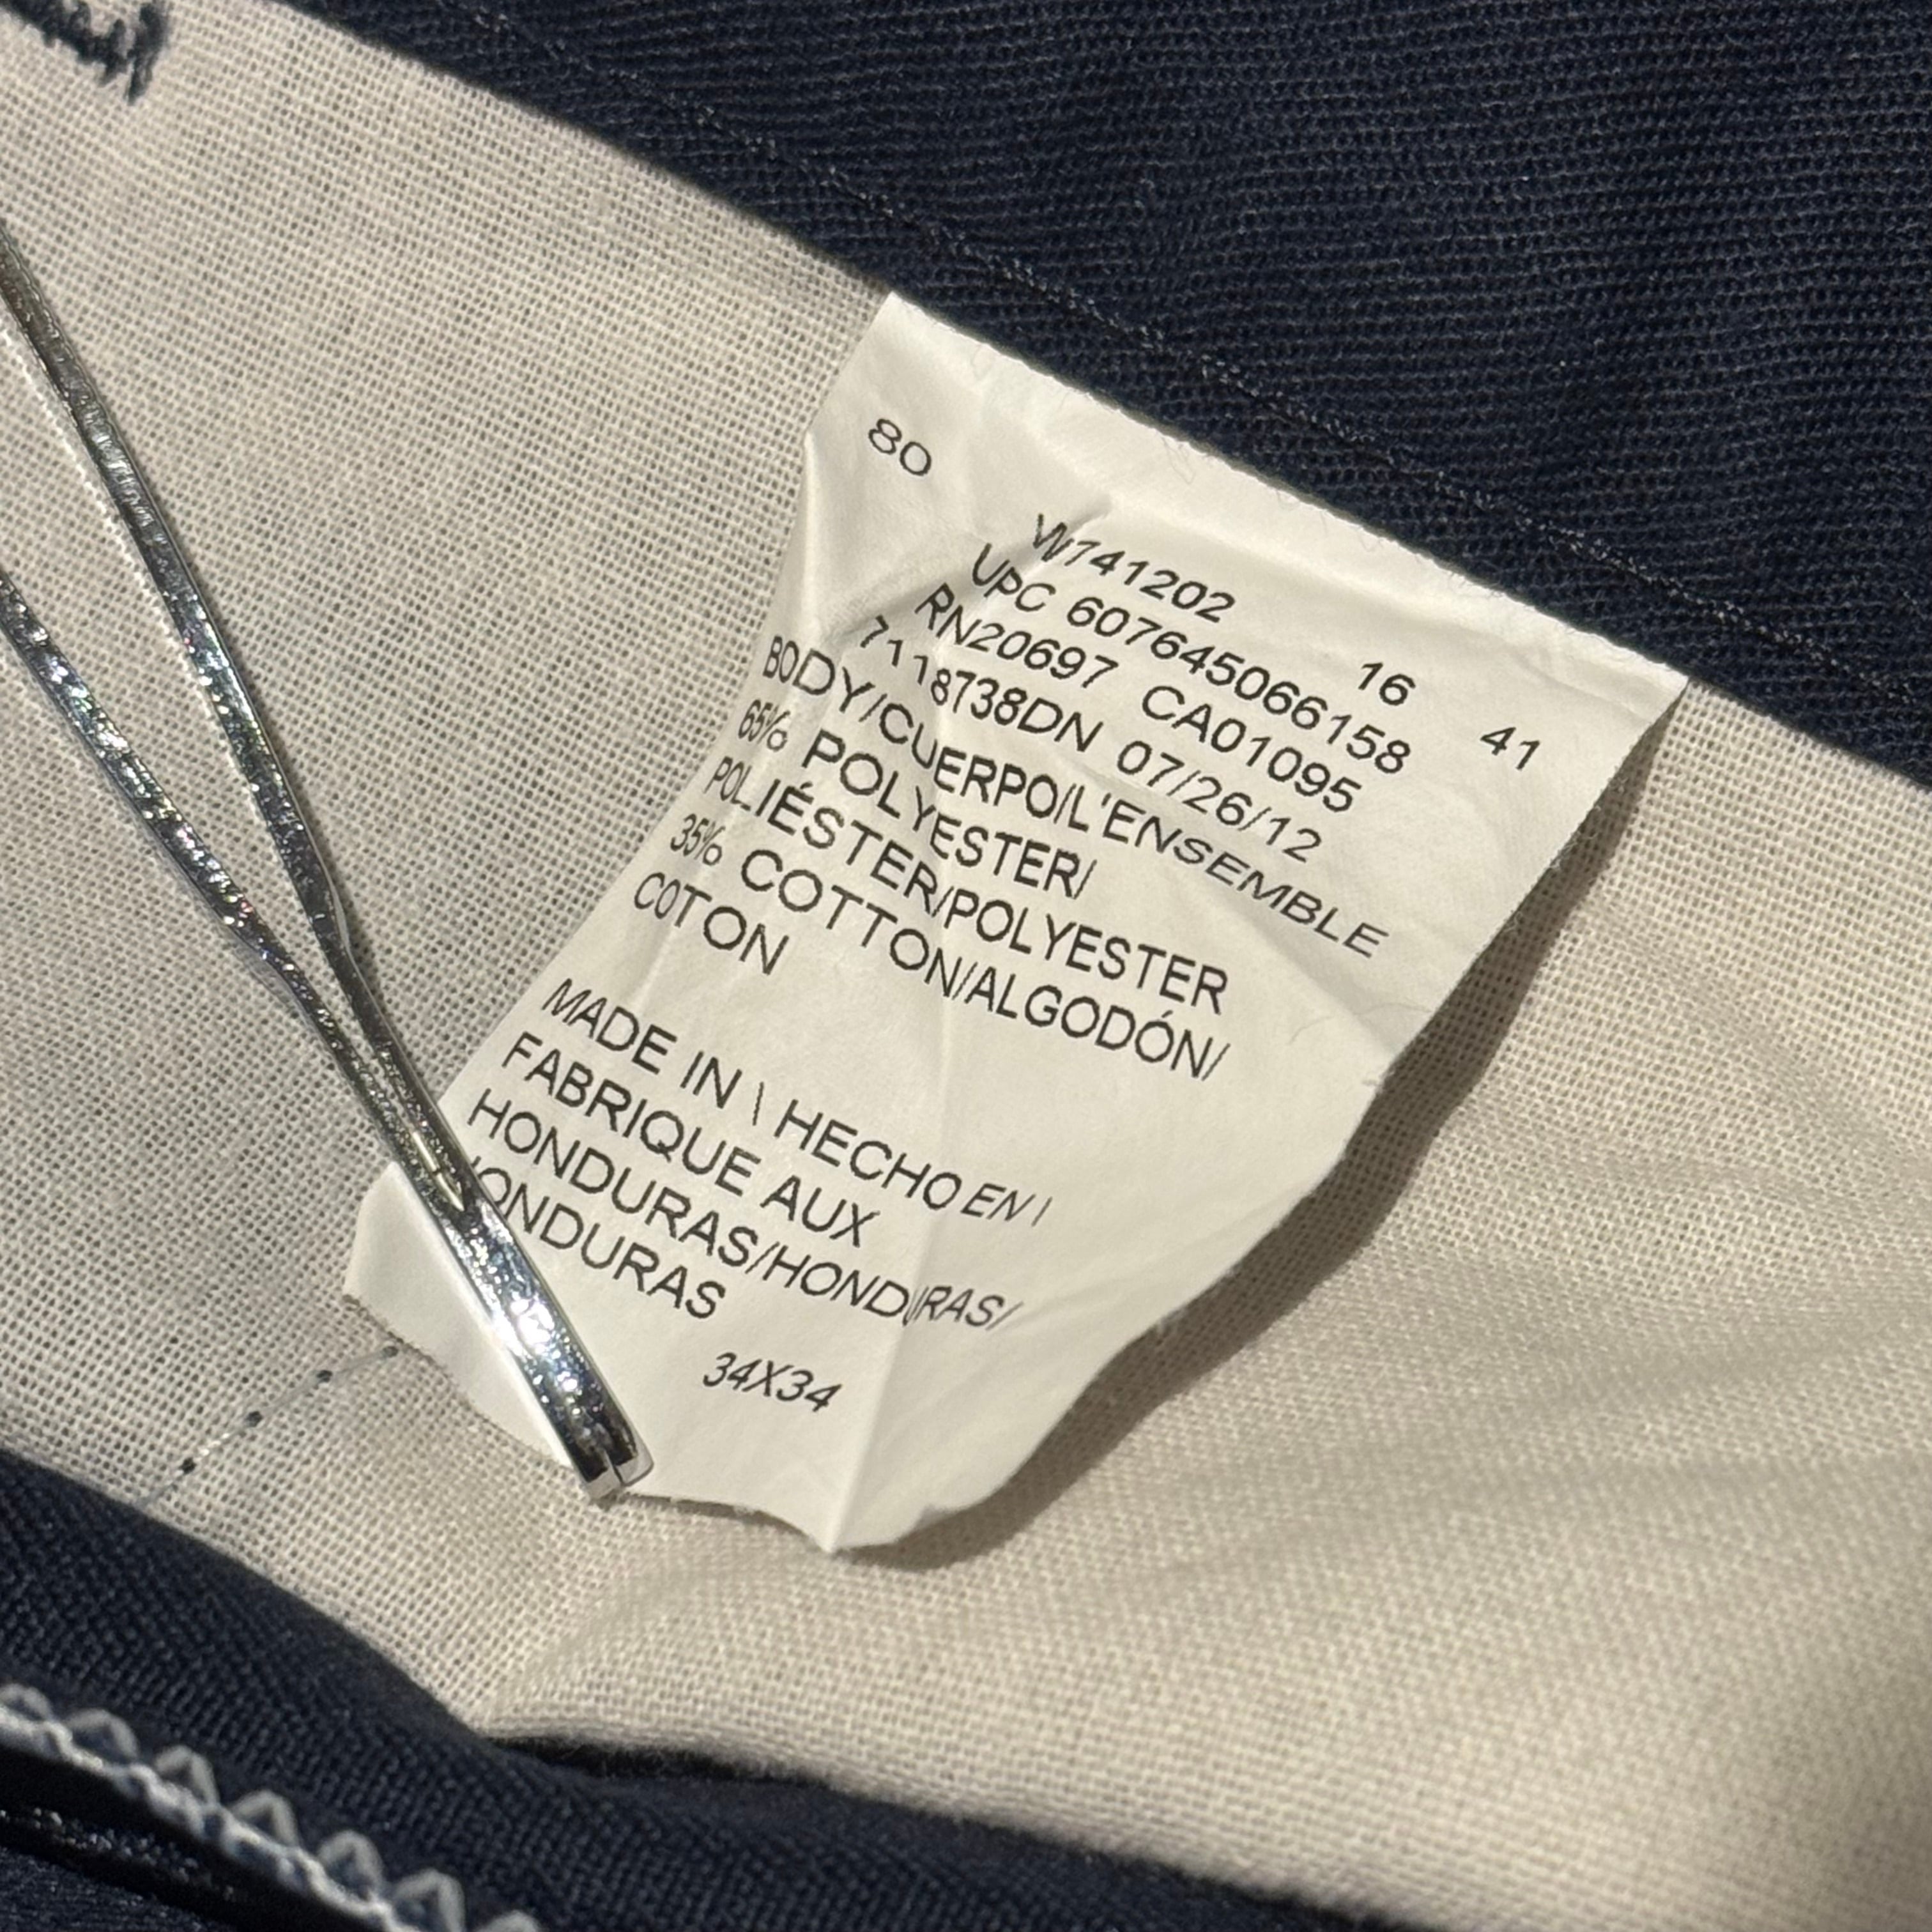 80
W741202 16 41
UPC 607645066158
RN20697 CA01095
7118738DN 07/26/12
BODY/CUERPO/L'ENSEMBLE
65% POLYESTER/
POLIÉSTER/POLYESTER
35% COTTON/ALGODÓN/
COTON
MADE IN \ HECHO EN \
FABRIQUE AUX
HONDURAS/HONDURAS/
HONDURAS
34X34